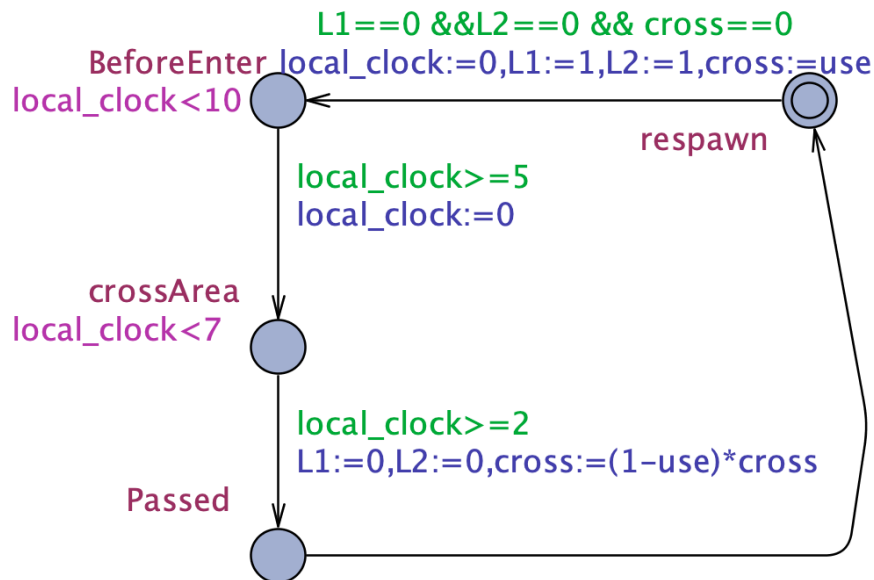 L1==0 &&L2==0 && cross==0
BeforeEnter local_clock:=0,L1:=1,L2:=1,cross:=use
local_clock<10
respawn
local_clock>=5
local_clock:=0
crossArea
local_clock<7
local_clock>=2
L1:=0,L2:=0,cross:=(1-use)*cross
Passed